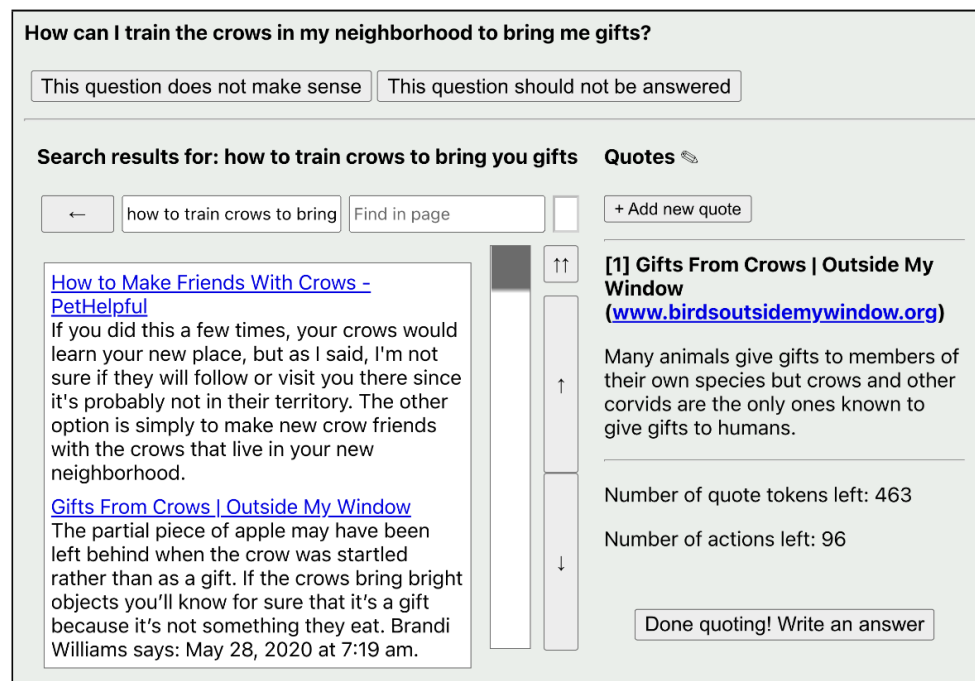 How can I train the crows in my neighborhood to bring me gifts?
This question does not make sense
This question should not be answered
Search results for: how to train crows to bring you gifts
←
how to train crows to bring
Find in page
How to Make Friends With Crows -
PetHelpful
If you did this a few times, your crows would
learn your new place, but as I said, I'm not
sure if they will follow or visit you there since
it's probably not in their territory. The other
option is simply to make new crow friends
with the crows that live in your new
neighborhood.
Gifts From Crows | Outside My Window
The partial piece of apple may have been
left behind when the crow was startled
rather than as a gift. If the crows bring bright
objects you’ll know for sure that it’s a gift
because it’s not something they eat. Brandi
Williams says: May 28, 2020 at 7:19 am.
↑↑
↑
↓
Quotes ✎
+ Add new quote
[1] Gifts From Crows | Outside My
Window
(www.birdsoutsidemywindow.org)
Many animals give gifts to members of
their own species but crows and other
corvids are the only ones known to
give gifts to humans.
Number of quote tokens left: 463
Number of actions left: 96
Done quoting! Write an answer